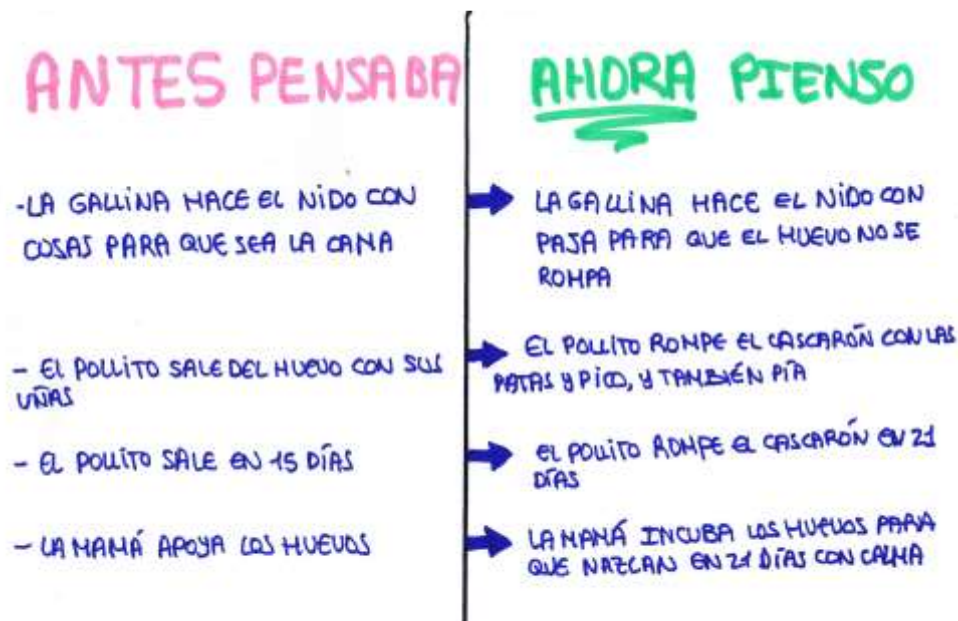 ANTES PENSABA
-LA GALLINA HACE EL NIDO CON
COSAS PARA QUE SEA LA CAMA
- EL POLLITO SALE DEL HUEVO CON SUS
UÑAS
- EL POLLITO SALE EN 15 DÍAS
- LA MAMÁ APOYA LOS HUEVOS
AHORA PIENSO
LA GALLINA HACE EL NIDO CON
PAJA PARA QUE EL HUEVO NO SE
ROMPA
EL POLLITO ROMPE EL CASCARÓN CON LAS
PATAS Y PICO, Y TAMBIÉN PÍA
EL POLLITO ROMPE EL CASCARÓN EN 21
DÍAS
LA MAMÁ INCUBA LOS HUEVOS PARA
QUE NAZCAN EN 21 DÍAS CON CALMA